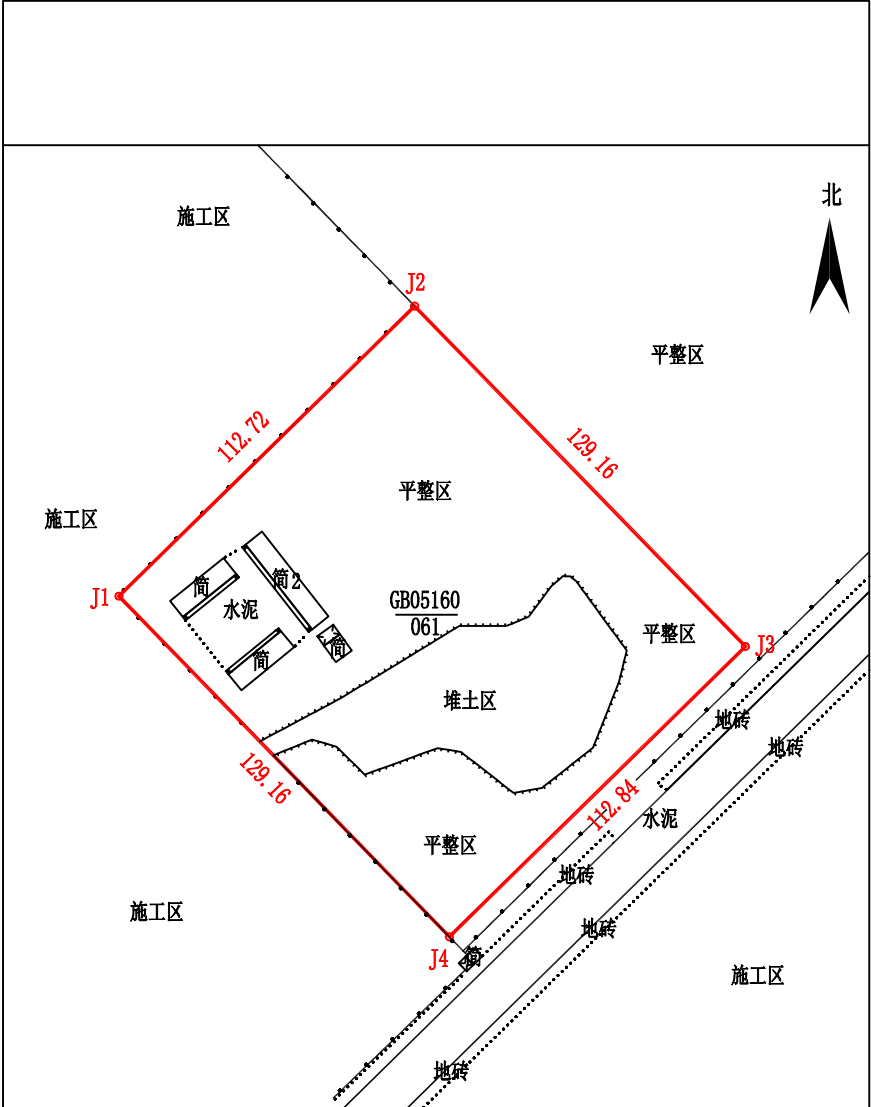 北
施工区
J2
平整区
112.72
129.16
平整区
施工区
简
简2
J1
水泥
GB05160
061
平整区
简
简
J3
堆土区
地砖
地砖
129.16
112.84
水泥
平整区
地砖
施工区
地砖
J4
简
施工区
地砖